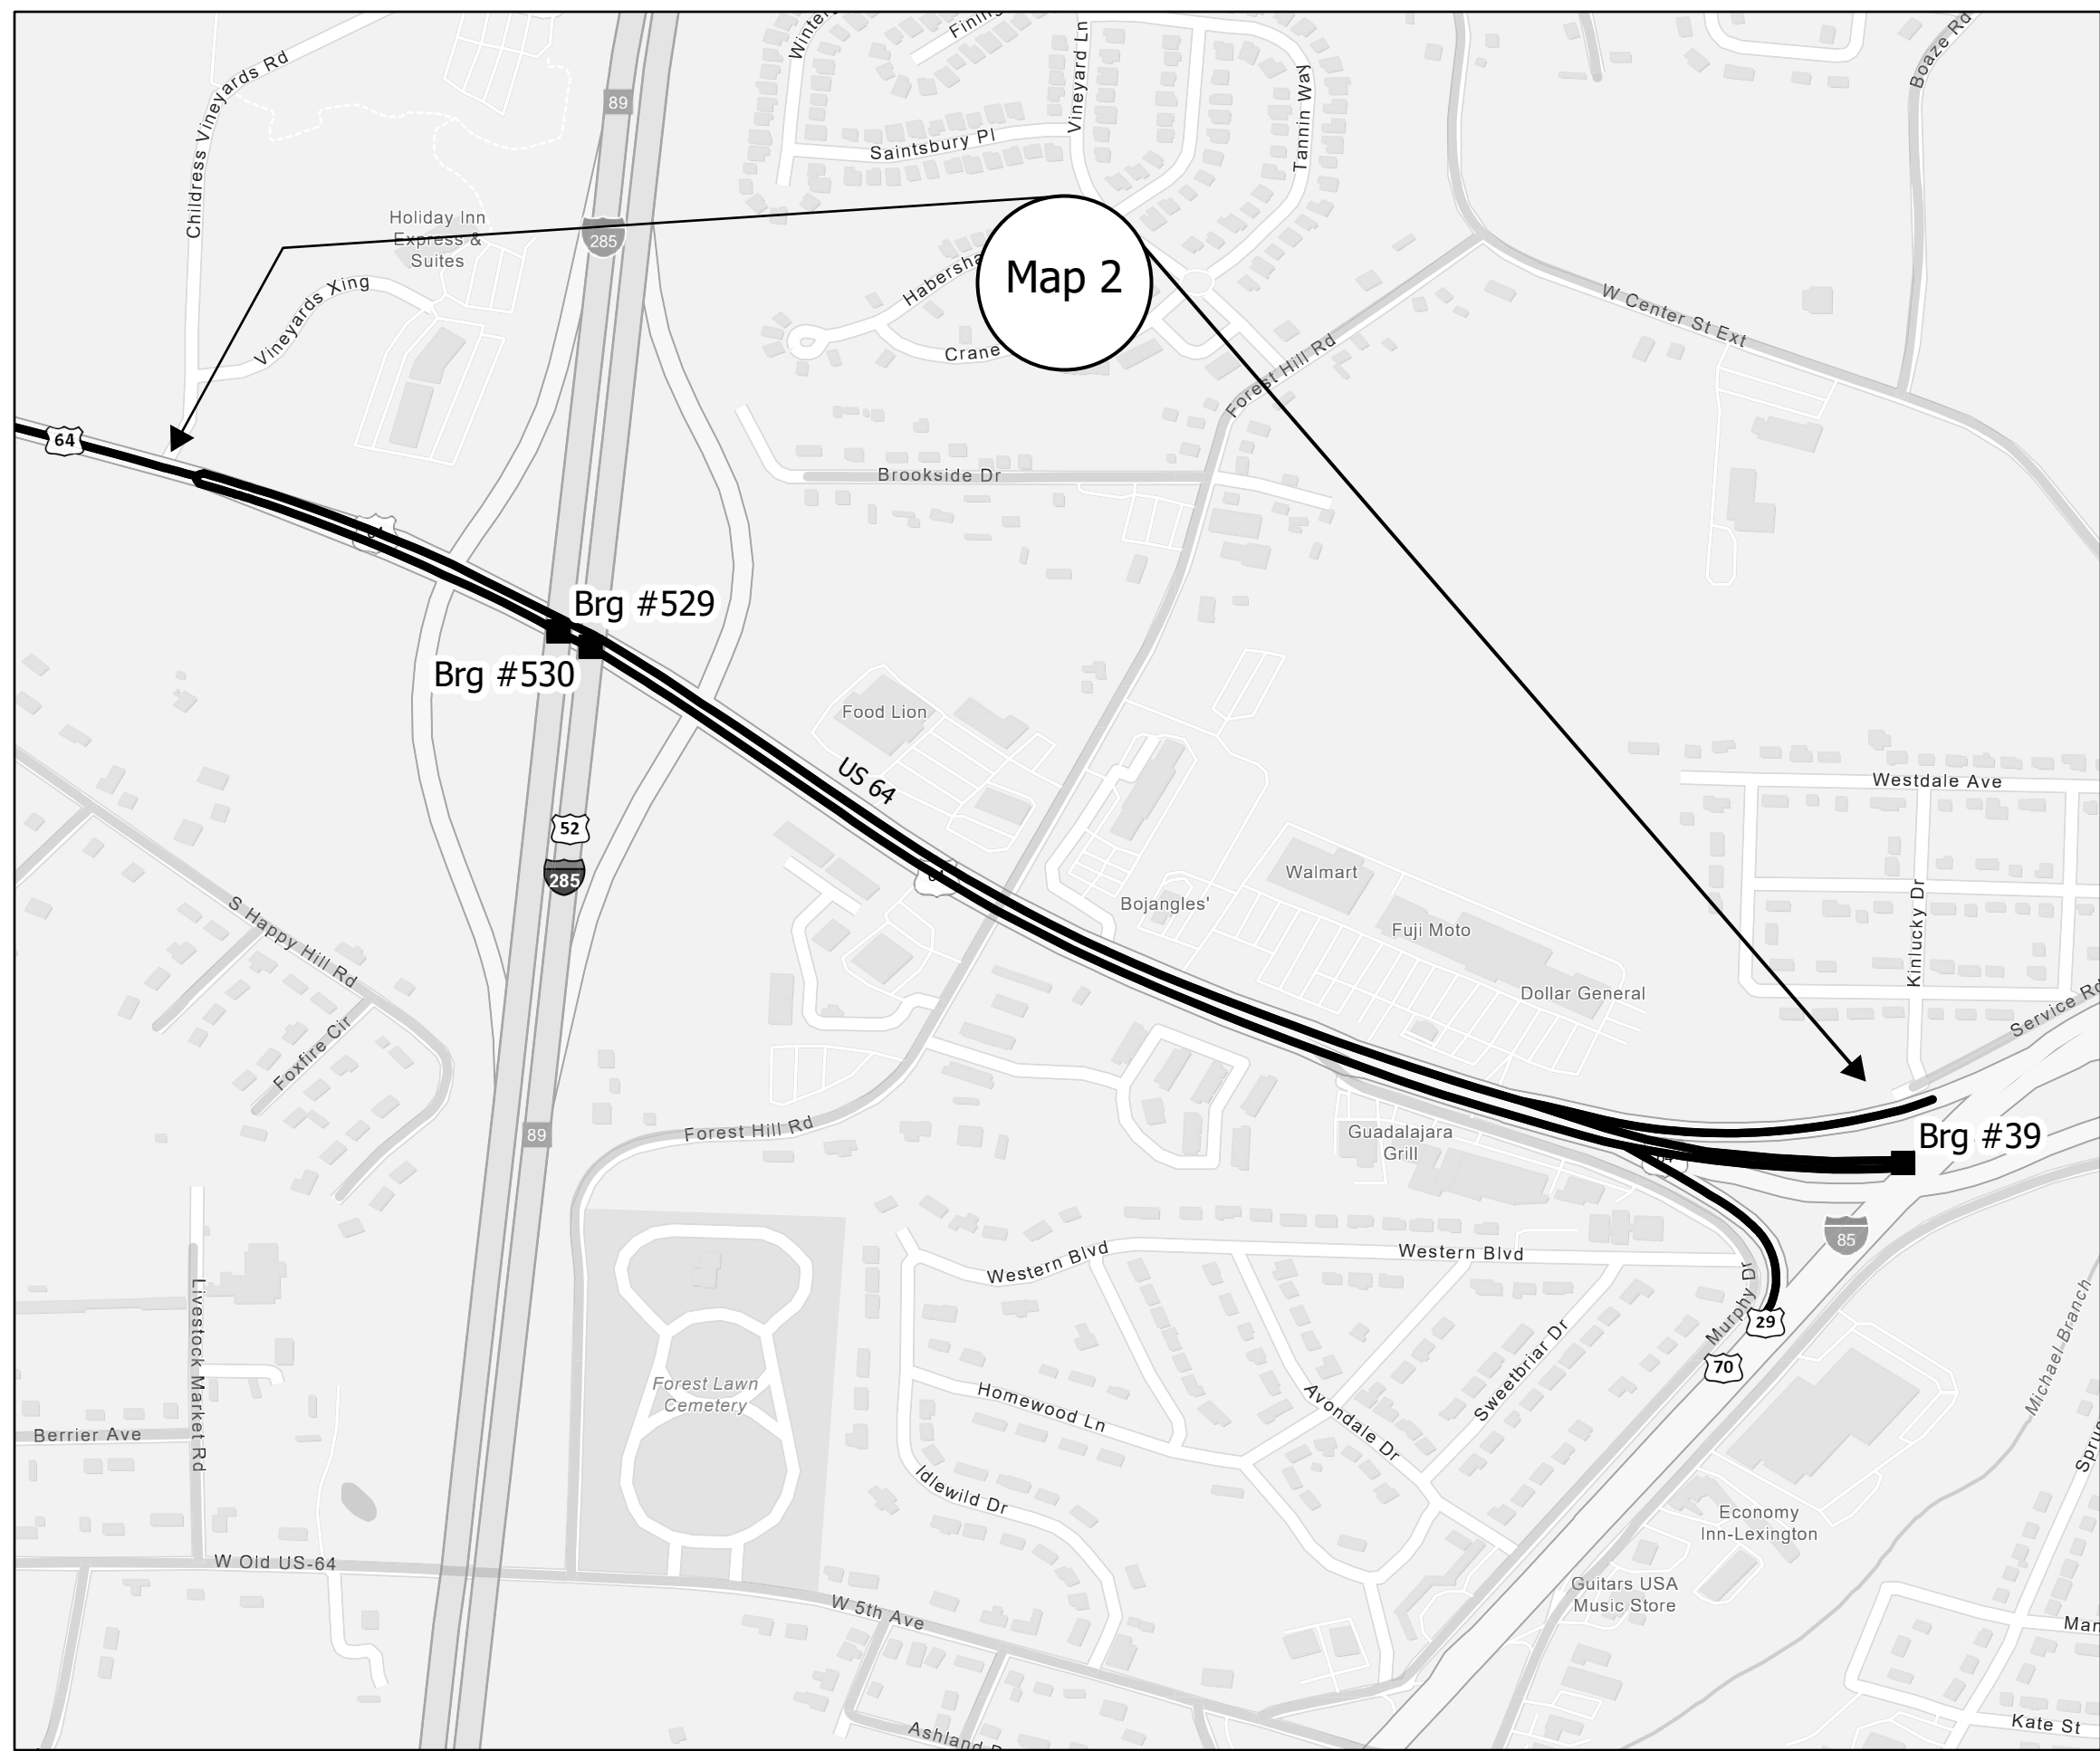 Childress Vineyards Rd
89
Saintsbury Pl
Vineyard Ln
Tannin Way
Boaze Rd
Holiday Inn
Express &
Suites
285
Map 2
Vineyards Xing
Crane
Forest Hill Rd
W Center St Ext
64
Brookside Dr
Brg #529
Brg #530
Food Lion
US 64
Westdale Ave
52
285
Walmart
Bojangles'
Fuji Moto
Kinlucky Dr
S Happy Hill Rd
Dollar General
Service Rd
Foxfire Cir
89
Forest Hill Rd
Guadalajara
Grill
Brg #39
85
Western Blvd
Western Blvd
Murphy Dr
29
70
Livestock Market Rd
Forest Lawn
Cemetery
Homewood Ln
Avondale Dr
Sweetbriar Dr
Michael Branch
Berrier Ave
Idlewild Dr
Economy
Inn-Lexington
W Old US-64
W 5th Ave
Guitars USA
Music Store
Kate St